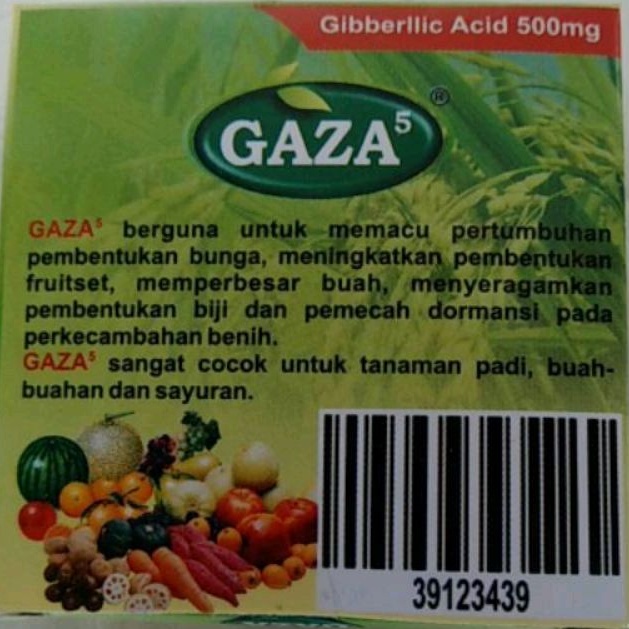 Gibberllic Acid 500mg
GAZA⁵ ®
GAZA⁵ berguna untuk memacu pertumbuhan
pembentukan bunga, meningkatkan pembentukan
fruitset, memperbesar buah, menyeragamkan
pembentukan biji dan pemecah dormansi pada
perkecambahan benih.
GAZA⁵ sangat cocok untuk tanaman padi, buah-
buahan dan sayuran.
39123439